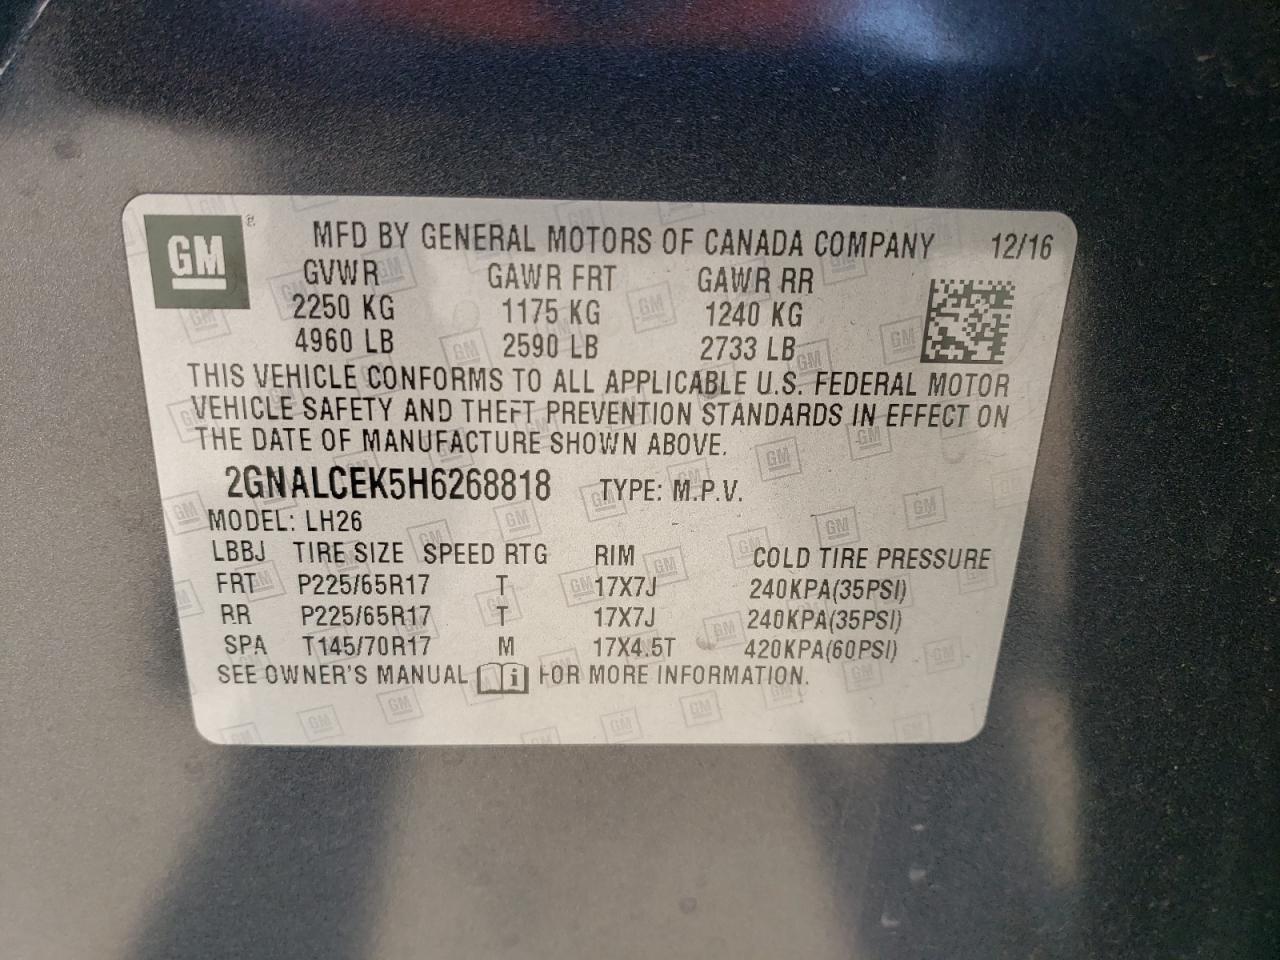 GM ®
MFD BY GENERAL MOTORS OF CANADA COMPANY 12/16
GVWR GAWR FRT GAWR RR
2250 KG 1175 KG 1240 KG
4960 LB 2590 LB 2733 LB
THIS VEHICLE CONFORMS TO ALL APPLICABLE U.S. FEDERAL MOTOR
VEHICLE SAFETY AND THEFT PREVENTION STANDARDS IN EFFECT ON
THE DATE OF MANUFACTURE SHOWN ABOVE.
2GNALCEK5H6268818 TYPE: M.P.V.
MODEL: LH26
LBBJ TIRE SIZE SPEED RTG RIM COLD TIRE PRESSURE
FRT P225/65R17 T 17X7J 240KPA(35PSI)
RR P225/65R17 T 17X7J 240KPA(35PSI)
SPA T145/70R17 M 17X4.5T 420KPA(60PSI)
SEE OWNER'S MANUAL i FOR MORE INFORMATION.